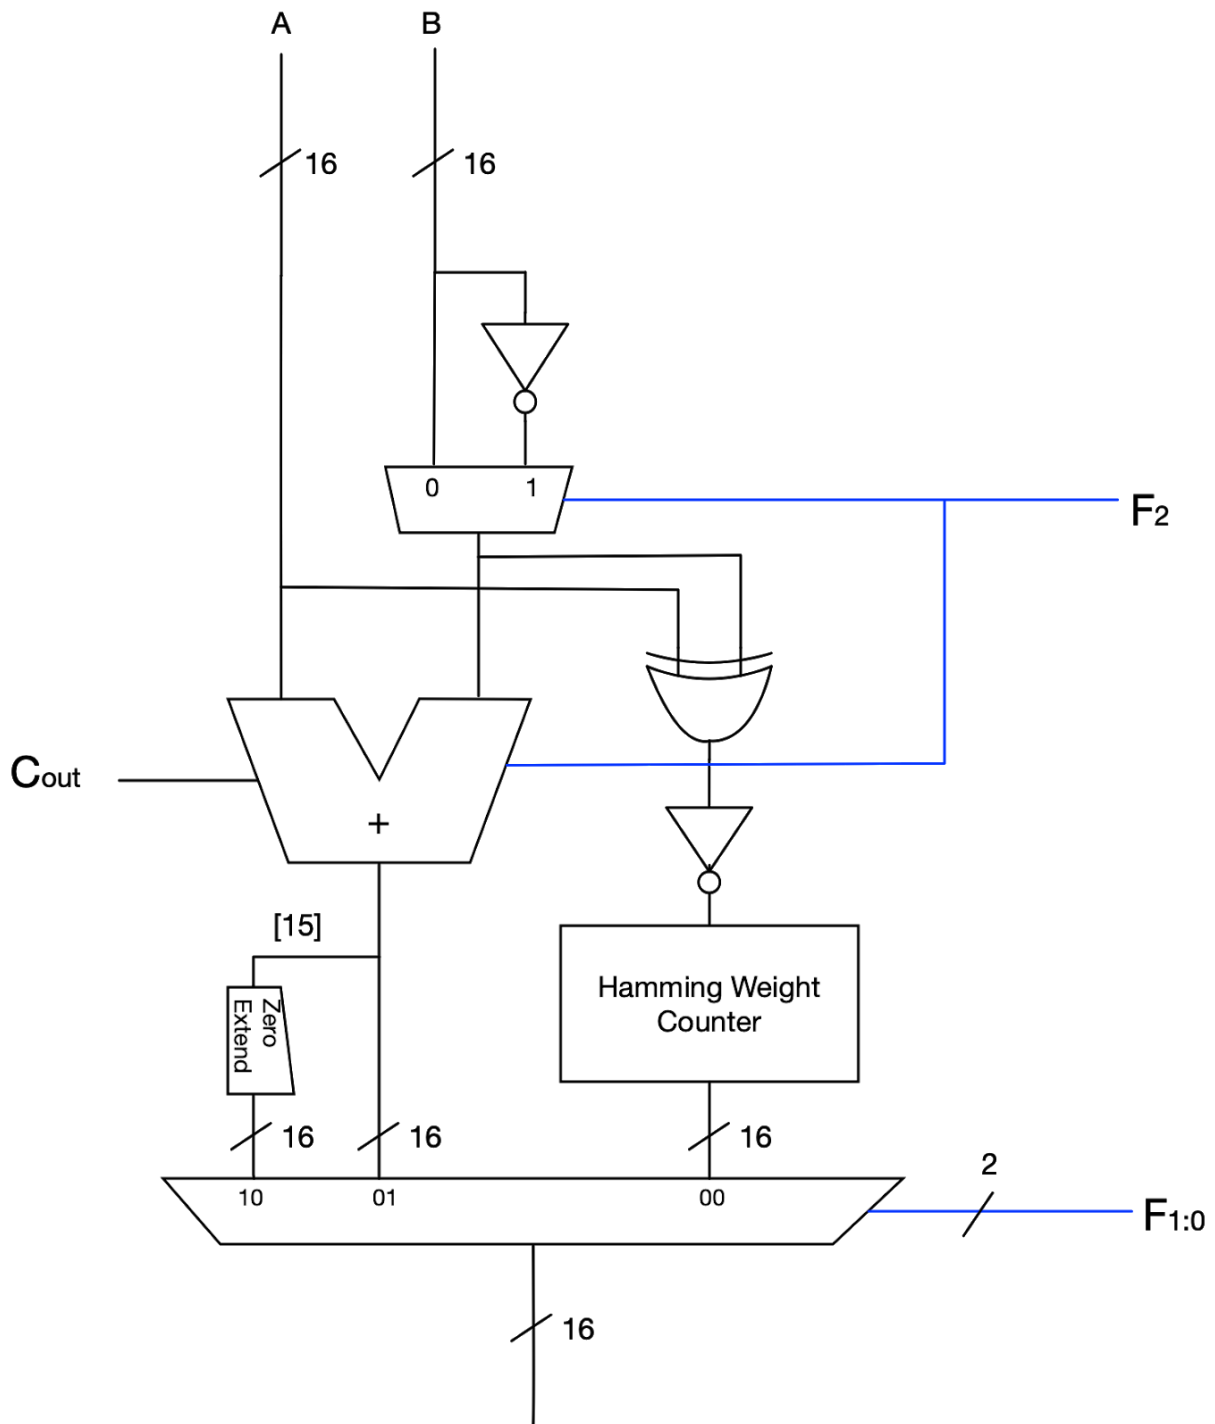 A B
16 16
0 1
F2
Cout
+
[15]
Zero
Extend
Hamming Weight
Counter
16 16 16
2
10 01 00
F1:0
16